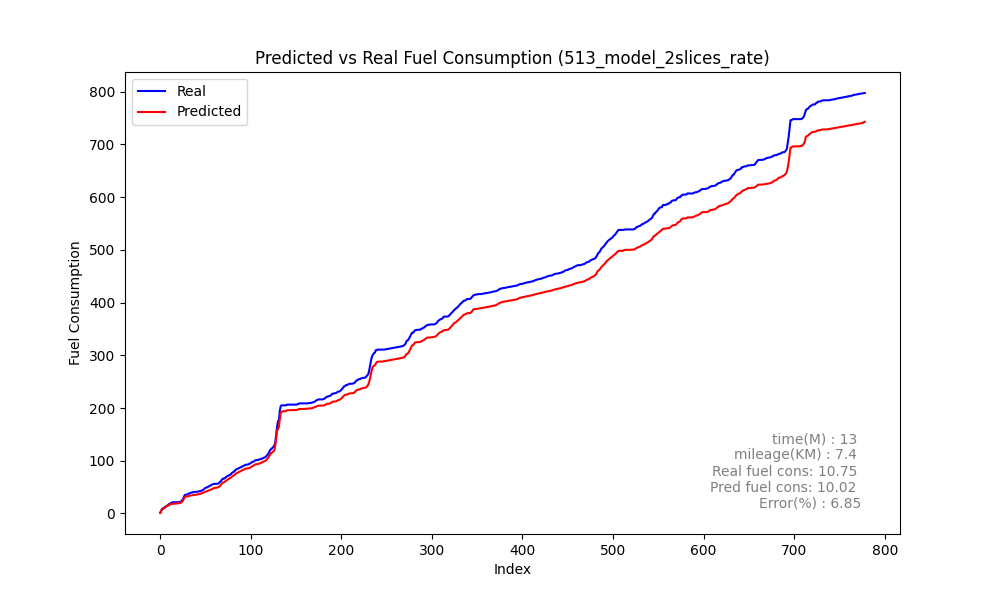 Predicted vs Real Fuel Consumption (513_model_2slices_rate)
Real
Predicted
Fuel Consumption
800
700
600
500
400
300
200
100
0
time(M) : 13
mileage(KM) : 7.4
Real fuel cons: 10.75
Pred fuel cons: 10.02
Error(%) : 6.85
0 100 200 300 400 500 600 700 800
Index